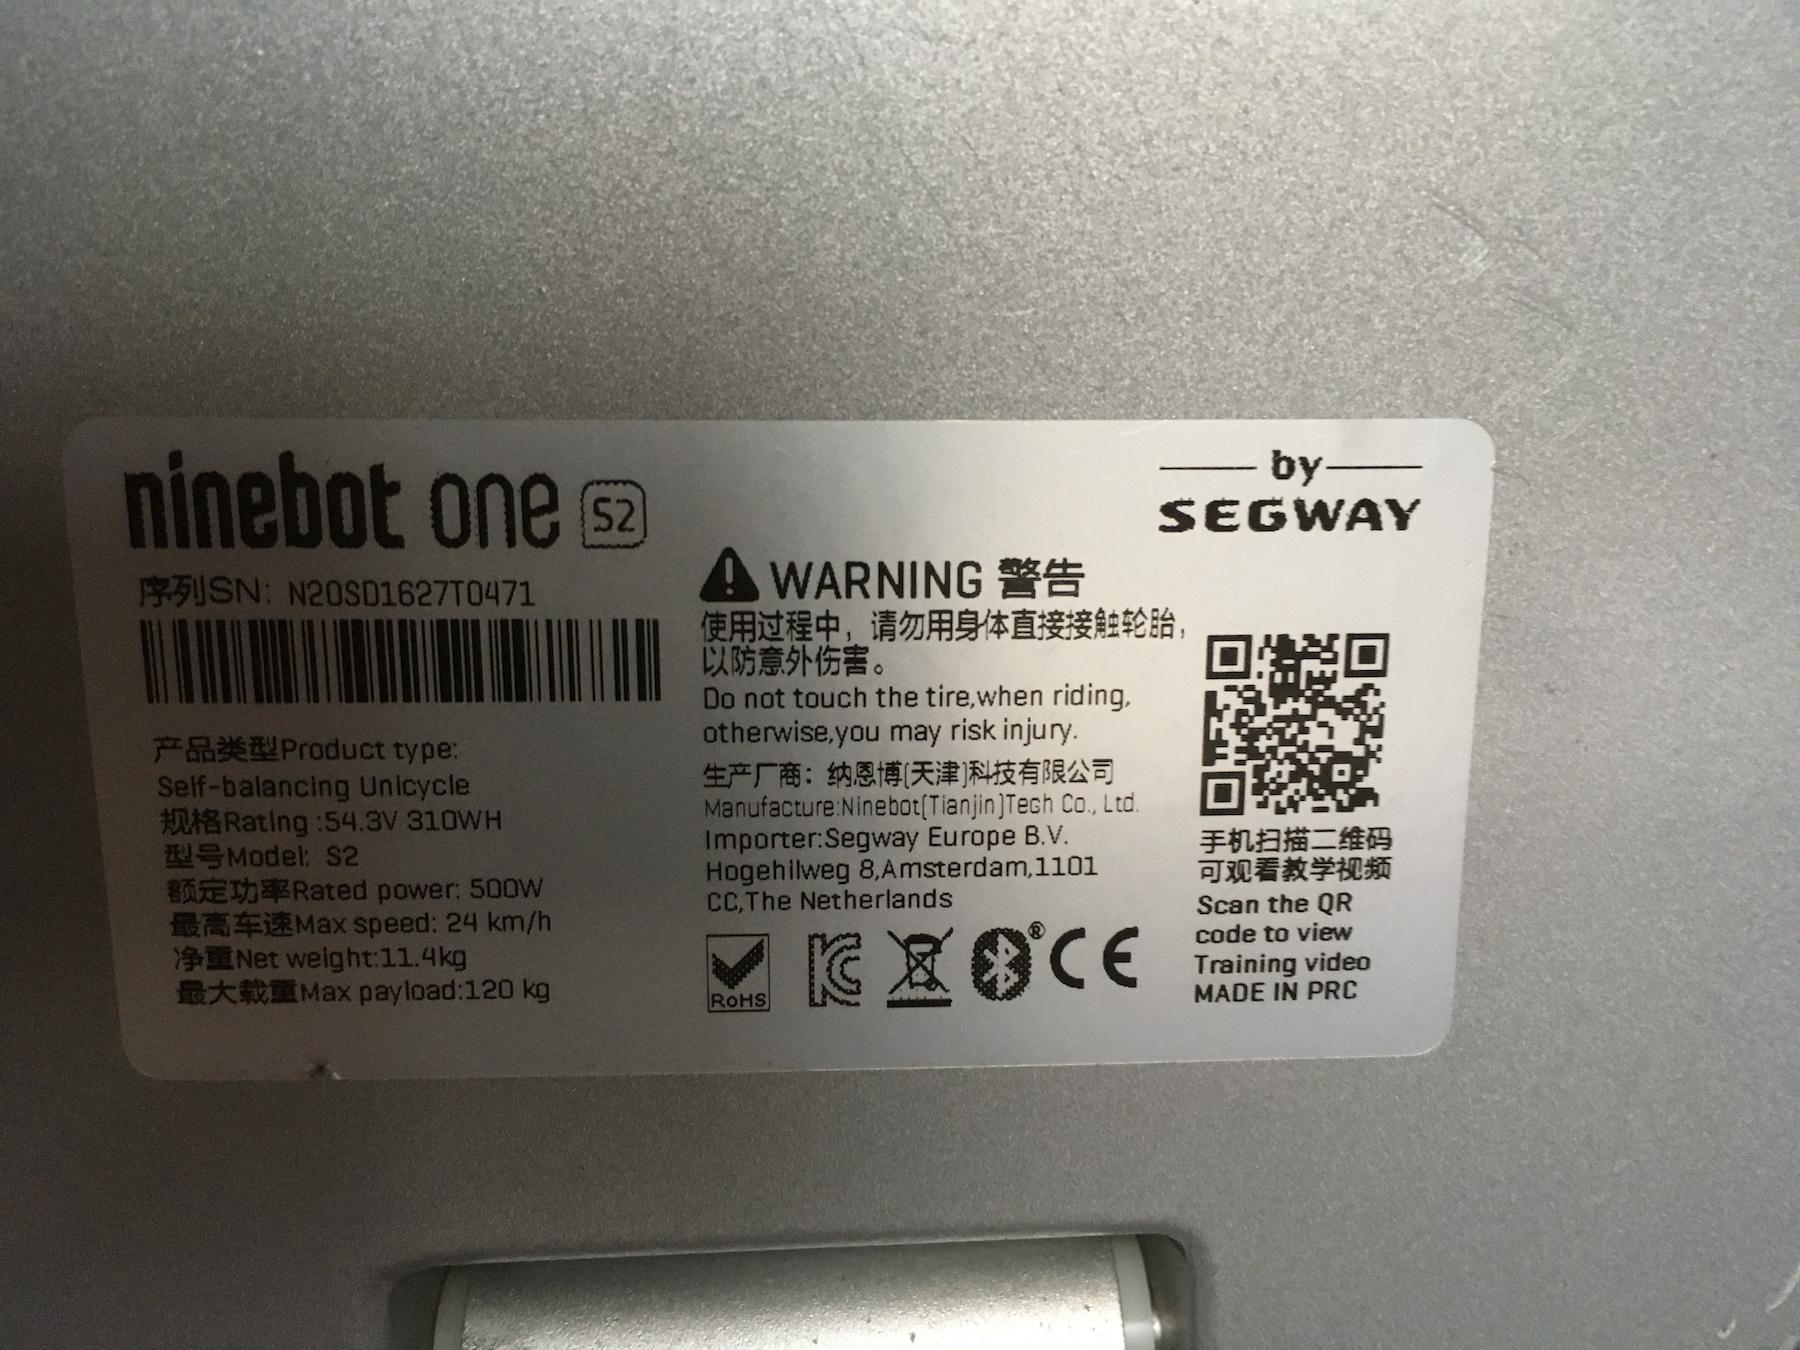 ninebot one S2
by
SEGWAY
序列SN: N20SD1627T0471
产品类型Product type:
Self-balancing Unicycle
规格Rating :54.3V 310WH
型号Model: S2
额定功率Rated power: 500W
最高车速Max speed: 24 km/h
净重Net weight:11.4kg
最大载重Max payload:120 kg
WARNING 警告
使用过程中，请勿用身体直接接触轮胎，
以防意外伤害。
Do not touch the tire,when riding,
otherwise,you may risk injury.
生产厂商：纳恩博(天津)科技有限公司
Manufacture:Ninebot(Tianjin)Tech Co., Ltd.
Importer:Segway Europe B.V.
Hogehilweg 8,Amsterdam,1101
CC,The Netherlands
RoHS
® CE
手机扫描二维码
可观看教学视频
Scan the QR
code to view
Training video
MADE IN PRC